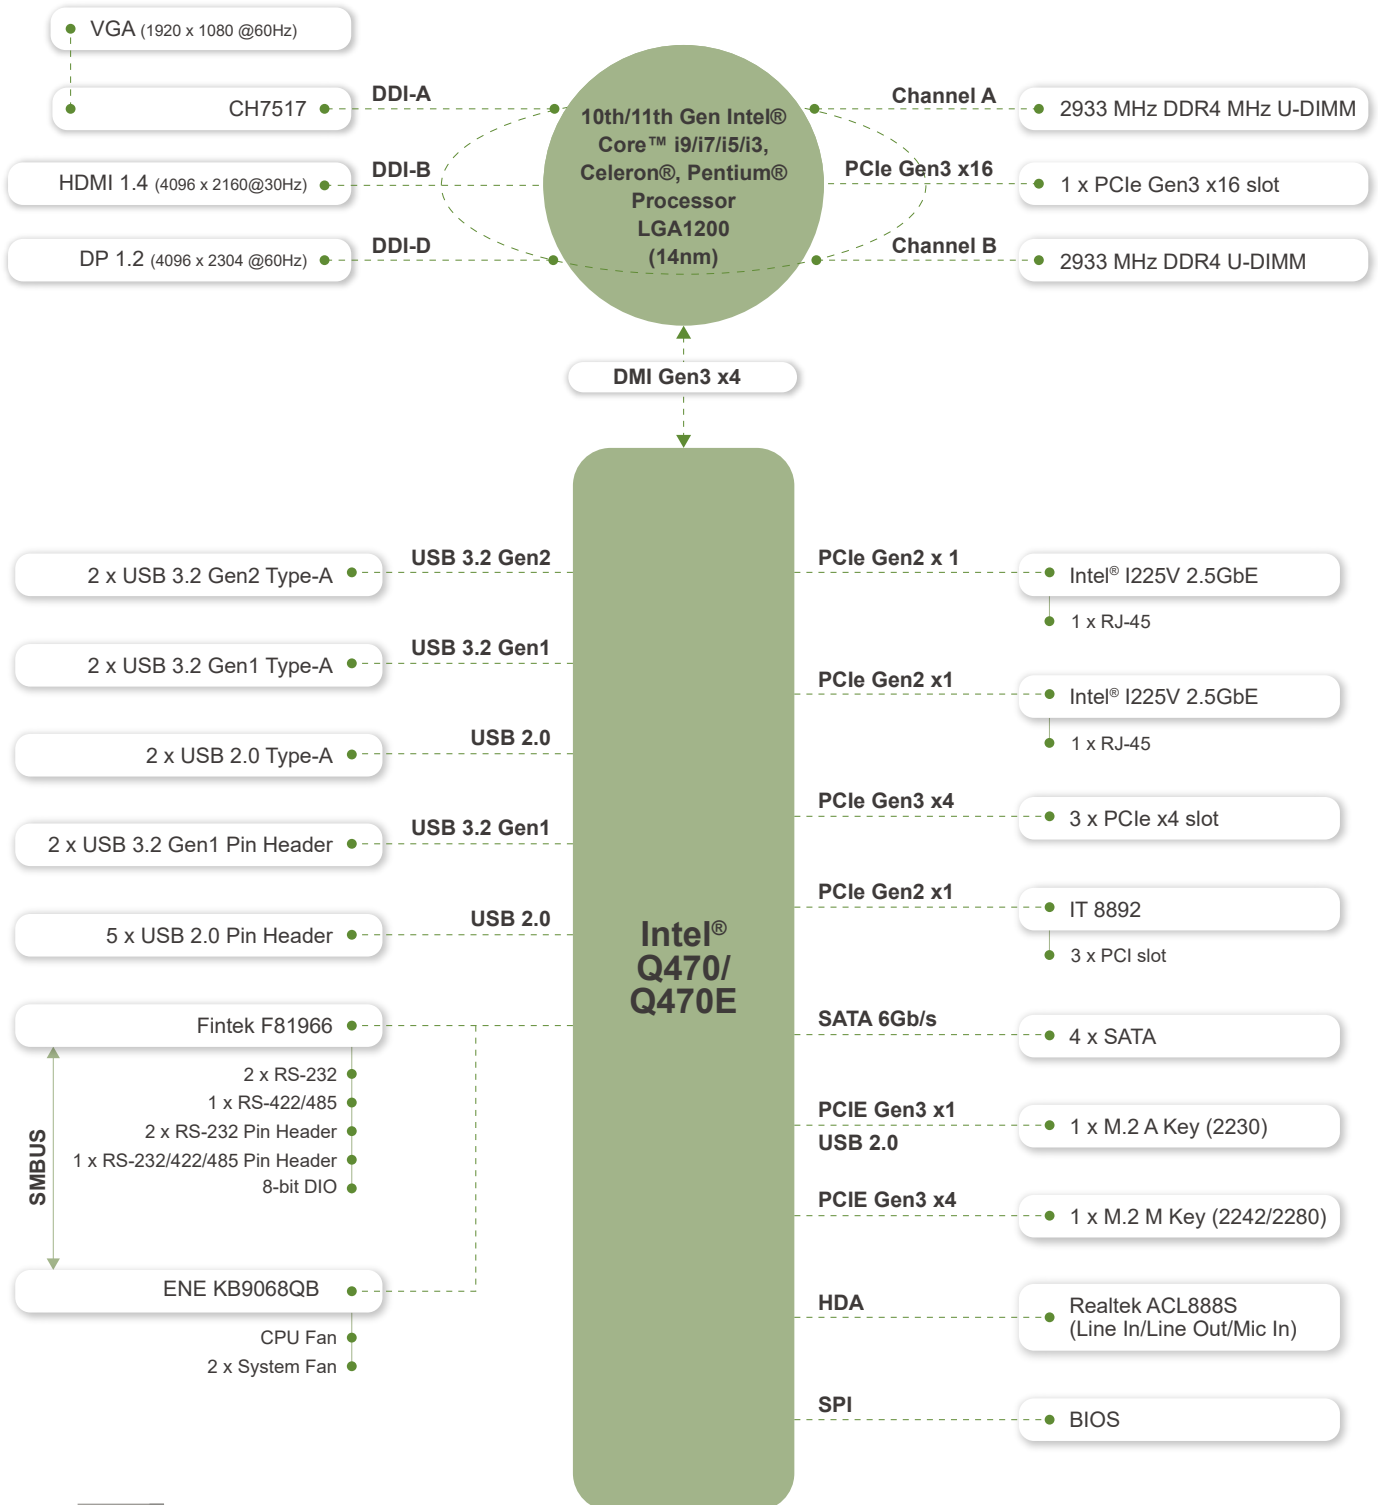 VGA (1920 x 1080 @60Hz)
CH7517
DDI-A
HDMI 1.4 (4096 x 2160@30Hz)
DDI-B
DP 1.2 (4096 x 2304 @60Hz)
DDI-D
10th/11th Gen Intel®
Core™ i9/i7/i5/i3,
Celeron®, Pentium®
Processor
LGA1200
(14nm)
Channel A
2933 MHz DDR4 MHz U-DIMM
PCIe Gen3 x16
1 x PCIe Gen3 x16 slot
Channel B
2933 MHz DDR4 U-DIMM
DMI Gen3 x4
2 x USB 3.2 Gen2 Type-A
USB 3.2 Gen2
2 x USB 3.2 Gen1 Type-A
USB 3.2 Gen1
2 x USB 2.0 Type-A
USB 2.0
2 x USB 3.2 Gen1 Pin Header
USB 3.2 Gen1
5 x USB 2.0 Pin Header
USB 2.0
Fintek F81966
2 x RS-232
1 x RS-422/485
2 x RS-232 Pin Header
1 x RS-232/422/485 Pin Header
8-bit DIO
SMBUS
ENE KB9068QB
CPU Fan
2 x System Fan
Intel®
Q470/
Q470E
PCIe Gen2 x 1
Intel® I225V 2.5GbE
1 x RJ-45
PCIe Gen2 x1
Intel® I225V 2.5GbE
1 x RJ-45
PCIe Gen3 x4
3 x PCIe x4 slot
PCIe Gen2 x1
IT 8892
3 x PCI slot
SATA 6Gb/s
4 x SATA
PCIE Gen3 x1
USB 2.0
1 x M.2 A Key (2230)
PCIE Gen3 x4
1 x M.2 M Key (2242/2280)
HDA
Realtek ACL888S
(Line In/Line Out/Mic In)
SPI
BIOS